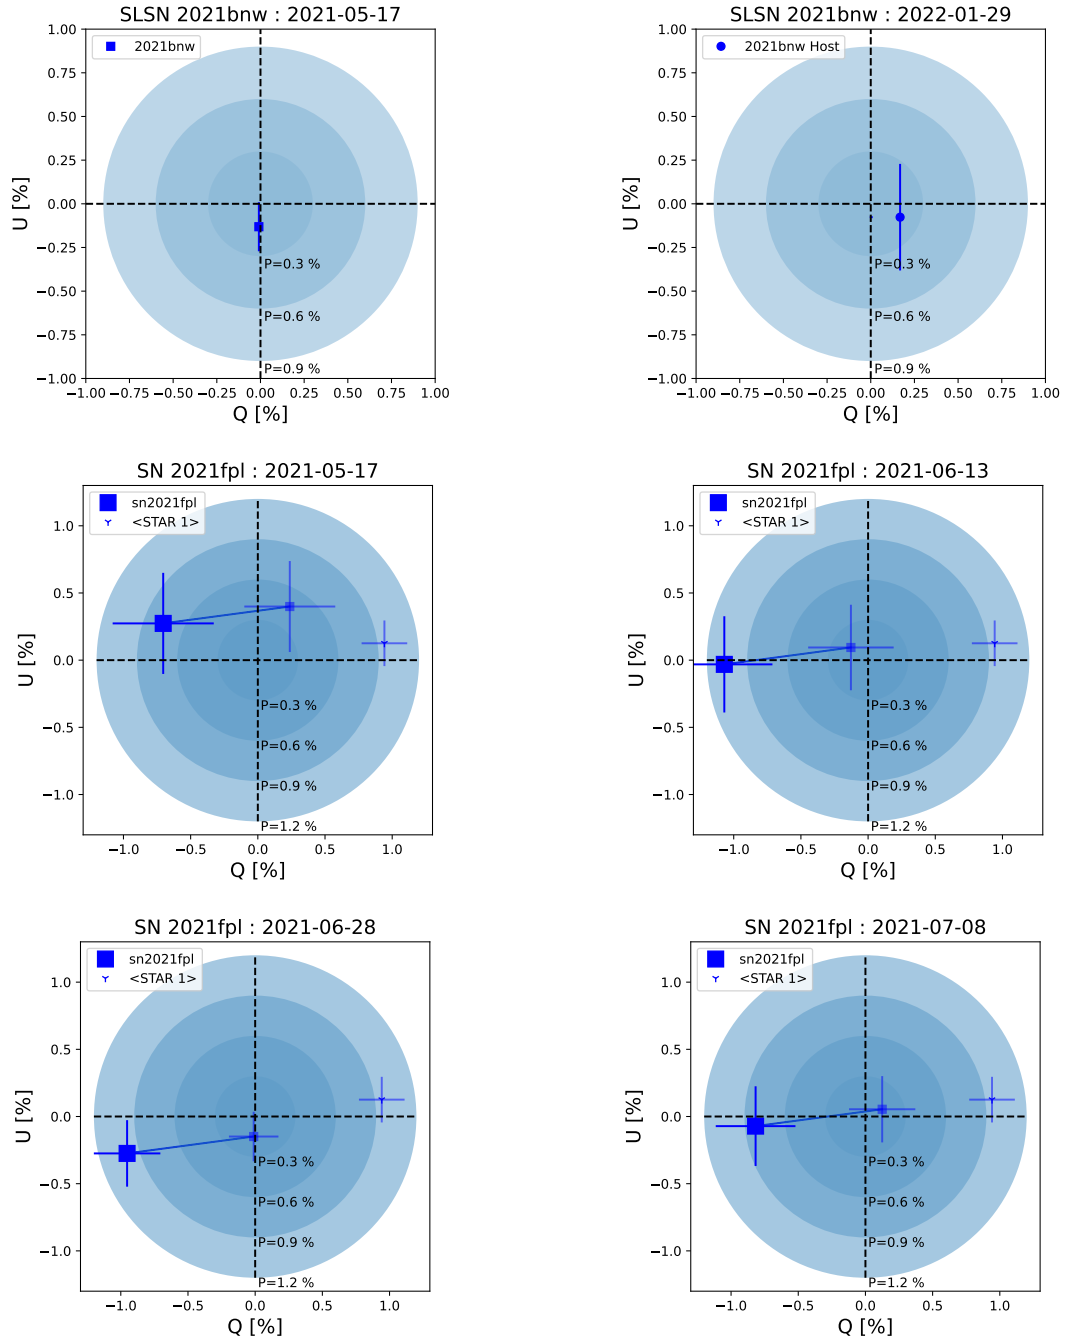 SLSN 2021bnw : 2021-05-17
2021bnw
1.00
0.75
0.50
0.25
0.00
−0.25
−0.50
−0.75
−1.00
U [%]
P=0.3 %
P=0.6 %
P=0.9 %
−1.00 −0.75 −0.50 −0.25 0.00 0.25 0.50 0.75 1.00
Q [%]
SLSN 2021bnw : 2022-01-29
2021bnw Host
1.00
0.75
0.50
0.25
0.00
−0.25
−0.50
−0.75
−1.00
U [%]
P=0.3 %
P=0.6 %
P=0.9 %
−1.00 −0.75 −0.50 −0.25 0.00 0.25 0.50 0.75 1.00
Q [%]
SN 2021fpl : 2021-05-17
sn2021fpl
<STAR 1>
1.0
0.5
0.0
−0.5
−1.0
U [%]
P=0.3 %
P=0.6 %
P=0.9 %
P=1.2 %
−1.0 −0.5 0.0 0.5 1.0
Q [%]
SN 2021fpl : 2021-06-13
sn2021fpl
<STAR 1>
1.0
0.5
0.0
−0.5
−1.0
U [%]
P=0.3 %
P=0.6 %
P=0.9 %
P=1.2 %
−1.0 −0.5 0.0 0.5 1.0
Q [%]
SN 2021fpl : 2021-06-28
sn2021fpl
<STAR 1>
1.0
0.5
0.0
−0.5
−1.0
U [%]
P=0.3 %
P=0.6 %
P=0.9 %
P=1.2 %
−1.0 −0.5 0.0 0.5 1.0
Q [%]
SN 2021fpl : 2021-07-08
sn2021fpl
<STAR 1>
1.0
0.5
0.0
−0.5
−1.0
U [%]
P=0.3 %
P=0.6 %
P=0.9 %
P=1.2 %
−1.0 −0.5 0.0 0.5 1.0
Q [%]